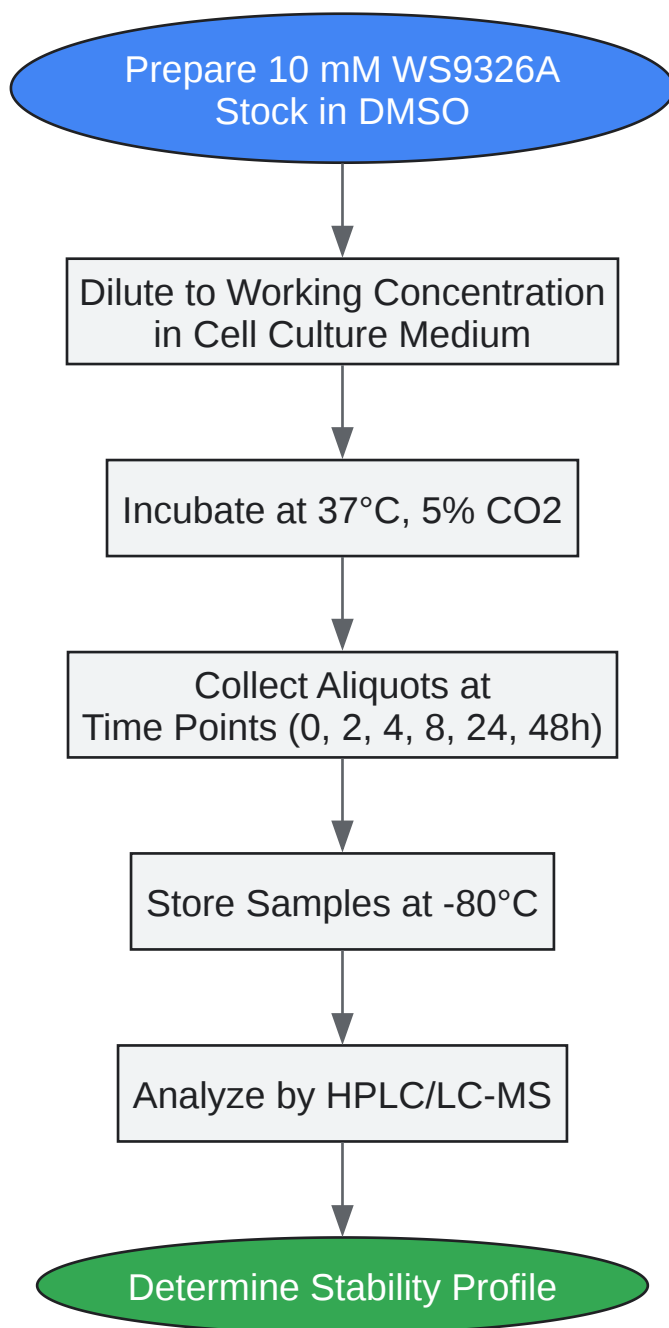 Prepare 10 mM WS9326A
Stock in DMSO
Dilute to Working Concentration
in Cell Culture Medium
Incubate at 37°C, 5% CO2
Collect Aliquots at
Time Points (0, 2, 4, 8, 24, 48h)
Store Samples at -80°C
Analyze by HPLC/LC-MS
Determine Stability Profile